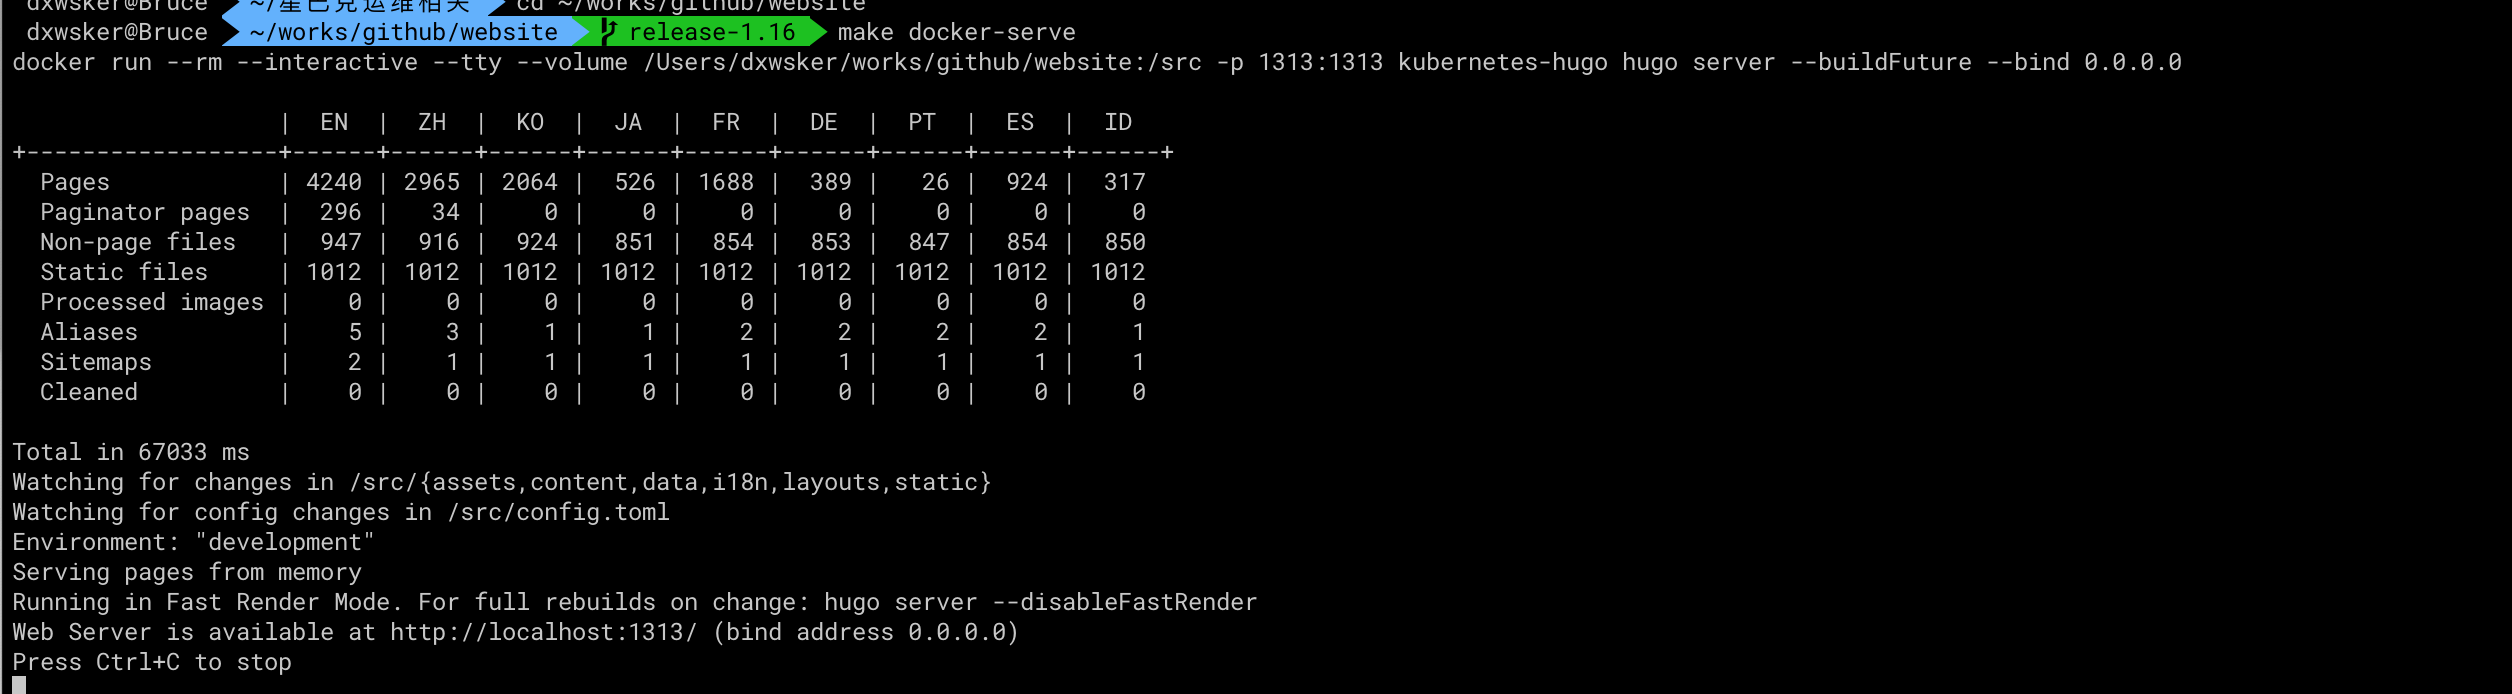 dxwsker@Bruce ~/星巴克运维相关 cd ~/works/github/website
dxwsker@Bruce ~/works/github/website release-1.16 make docker-serve
docker run --rm --interactive --tty --volume /Users/dxwsker/works/github/website:/src -p 1313:1313 kubernetes-hugo hugo server --buildFuture --bind 0.0.0.0
| EN | ZH | KO | JA | FR | DE | PT | ES | ID
+------------------+------+------+------+------+------+------+------+------+------+
Pages | 4240 | 2965 | 2064 | 526 | 1688 | 389 | 26 | 924 | 317
Paginator pages | 296 | 34 | 0 | 0 | 0 | 0 | 0 | 0 | 0
Non-page files | 947 | 916 | 924 | 851 | 854 | 853 | 847 | 854 | 850
Static files | 1012 | 1012 | 1012 | 1012 | 1012 | 1012 | 1012 | 1012 | 1012
Processed images | 0 | 0 | 0 | 0 | 0 | 0 | 0 | 0 | 0
Aliases | 5 | 3 | 1 | 1 | 2 | 2 | 2 | 2 | 1
Sitemaps | 2 | 1 | 1 | 1 | 1 | 1 | 1 | 1 | 1
Cleaned | 0 | 0 | 0 | 0 | 0 | 0 | 0 | 0 | 0
Total in 67033 ms
Watching for changes in /src/{assets,content,data,i18n,layouts,static}
Watching for config changes in /src/config.toml
Environment: "development"
Serving pages from memory
Running in Fast Render Mode. For full rebuilds on change: hugo server --disableFastRender
Web Server is available at http://localhost:1313/ (bind address 0.0.0.0)
Press Ctrl+C to stop